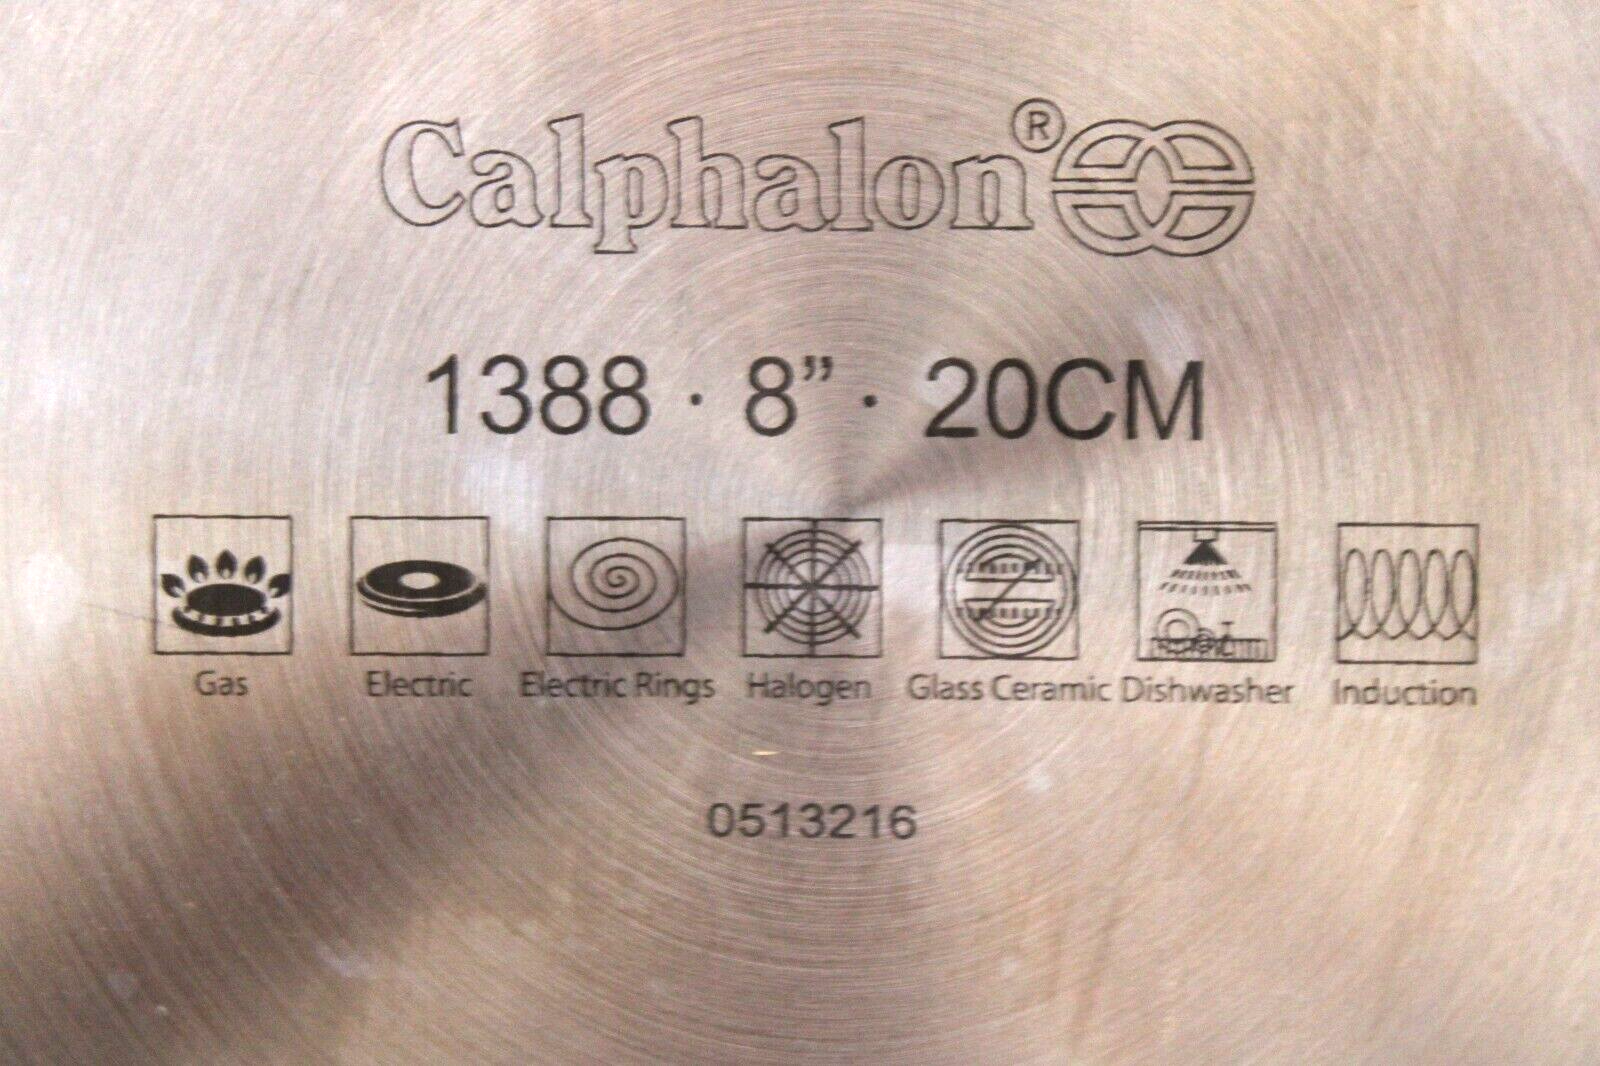 Calphalon®
1388 · 8” · 20CM
Gas Electric Electric Rings Halogen Glass Ceramic Dishwasher Induction
0513216